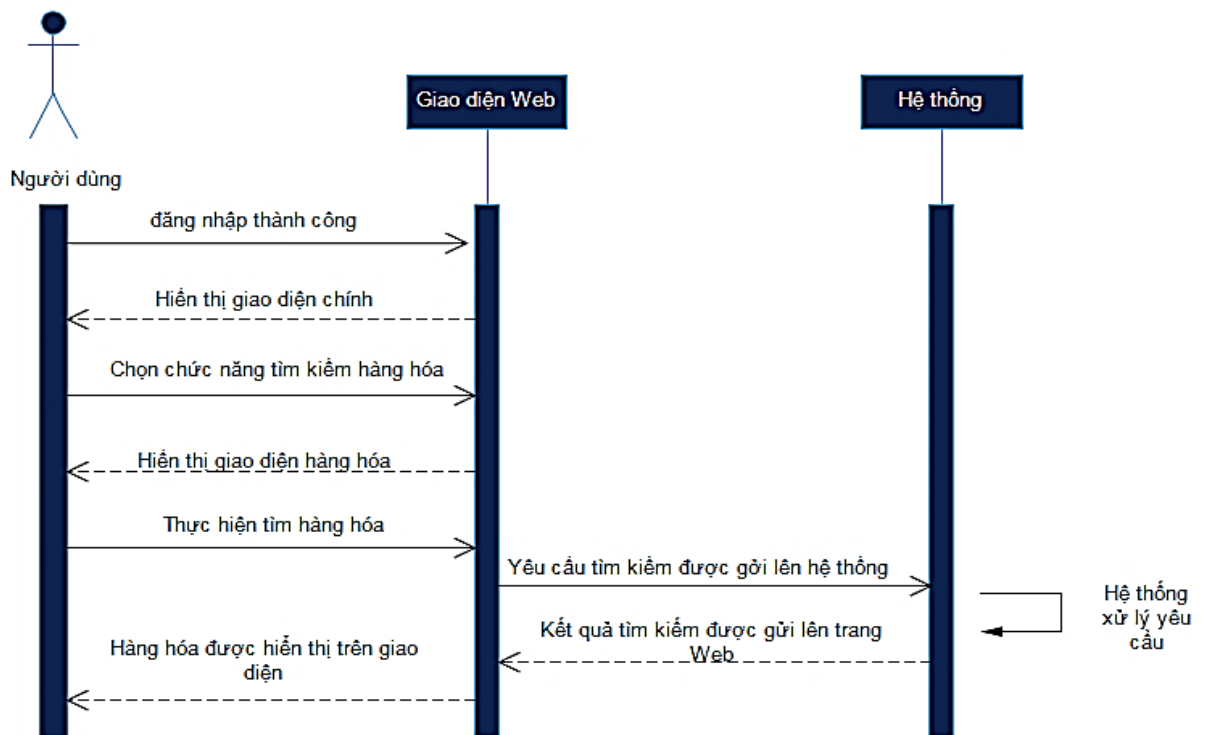 Giao diện Web
Hệ thống
Người dùng
đăng nhập thành công
Hiển thị giao diện chính
Chọn chức năng tìm kiếm hàng hóa
Hiển thị giao diện hàng hóa
Thực hiện tìm hàng hóa
Yêu cầu tìm kiếm được gởi lên hệ thống
Hệ thống
xử lý yêu
cầu
Kết quả tìm kiếm được gửi lên trang
Web
Hàng hóa được hiển thị trên giao
diện